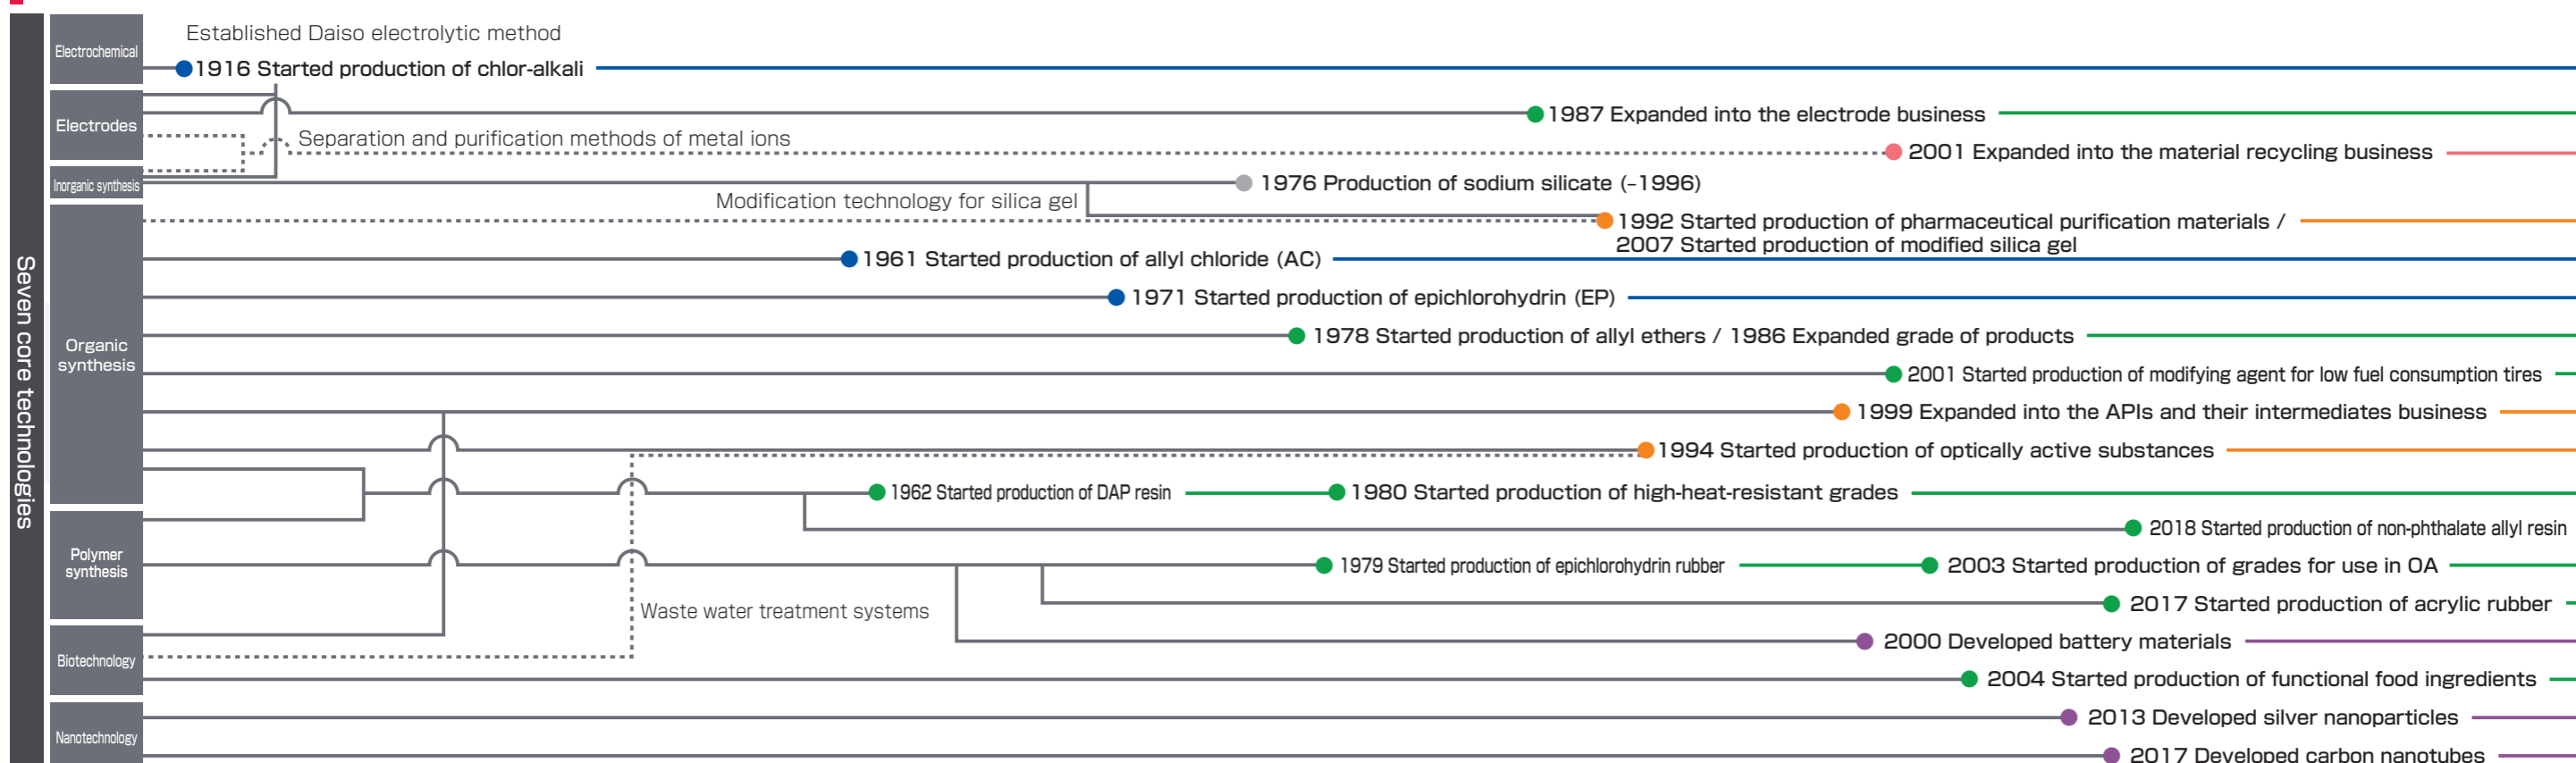 Seven core technologies
Electrochemical
Established Daiso electrolytic method
1916 Started production of chlor-alkali
Electrodes
1987 Expanded into the electrode business
Separation and purification methods of metal ions
2001 Expanded into the material recycling business
Inorganic synthesis
1976 Production of sodium silicate (–1996)
Modification technology for silica gel
1992 Started production of pharmaceutical purification materials /
2007 Started production of modified silica gel
Organic
synthesis
1961 Started production of allyl chloride (AC)
1971 Started production of epichlorohydrin (EP)
1978 Started production of allyl ethers / 1986 Expanded grade of products
2001 Started production of modifying agent for low fuel consumption tires
1999 Expanded into the APIs and their intermediates business
1994 Started production of optically active substances
1962 Started production of DAP resin
1980 Started production of high-heat-resistant grades
2018 Started production of non-phthalate allyl resin
Polymer
synthesis
1979 Started production of epichlorohydrin rubber
2003 Started production of grades for use in OA
2017 Started production of acrylic rubber
Waste water treatment systems
2000 Developed battery materials
Biotechnology
2004 Started production of functional food ingredients
Nanotechnology
2013 Developed silver nanoparticles
2017 Developed carbon nanotubes